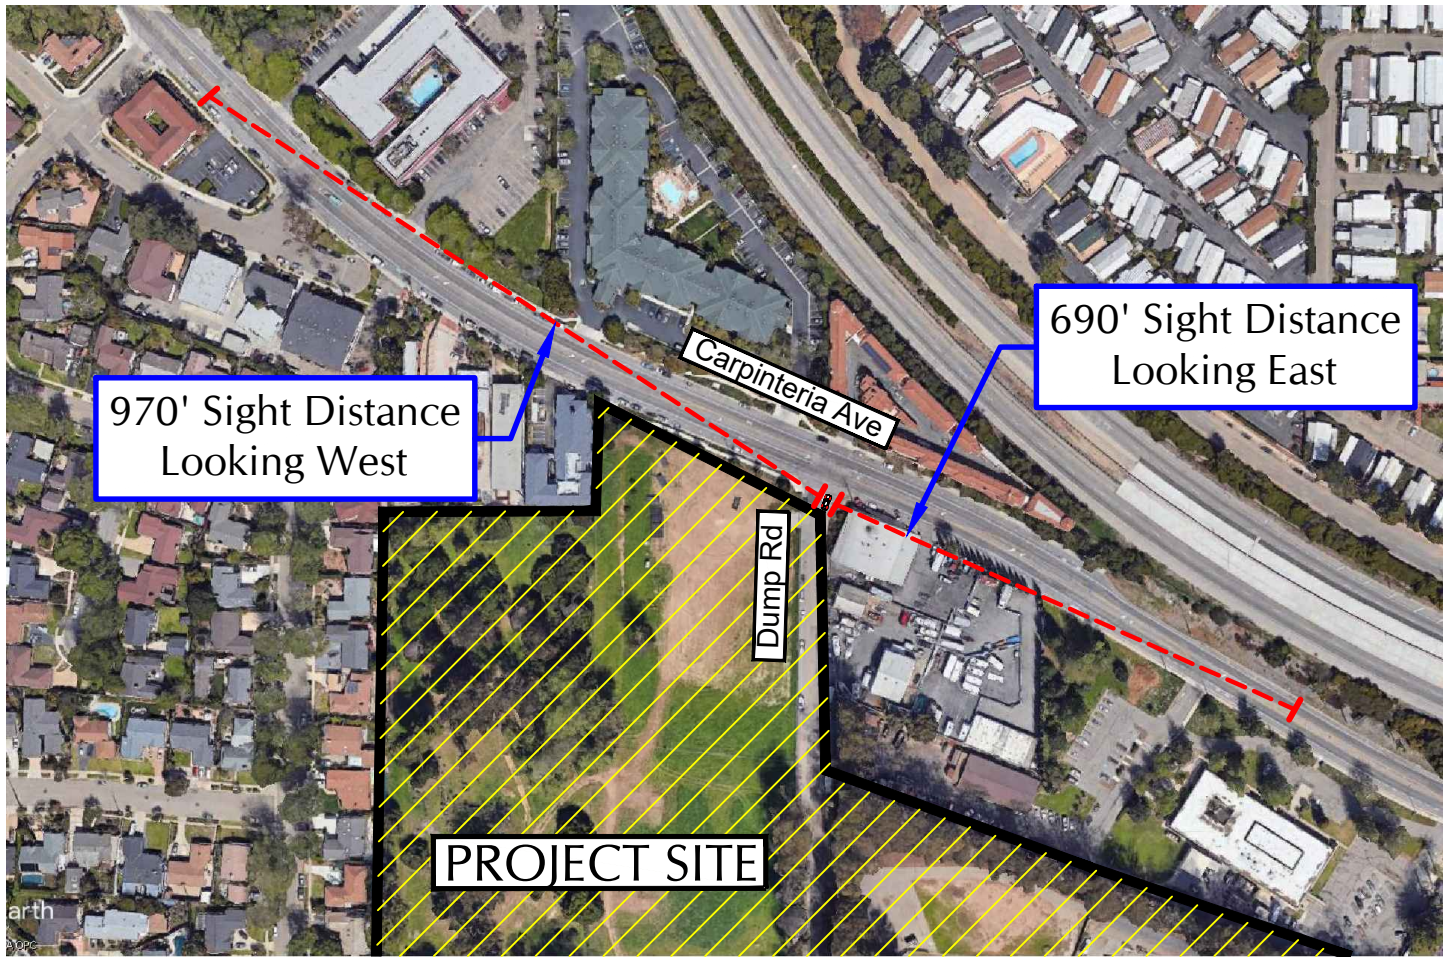 970' Sight Distance
Looking West
690' Sight Distance
Looking East
Carpinteria Ave
Dump Rd
PROJECT SITE
arth